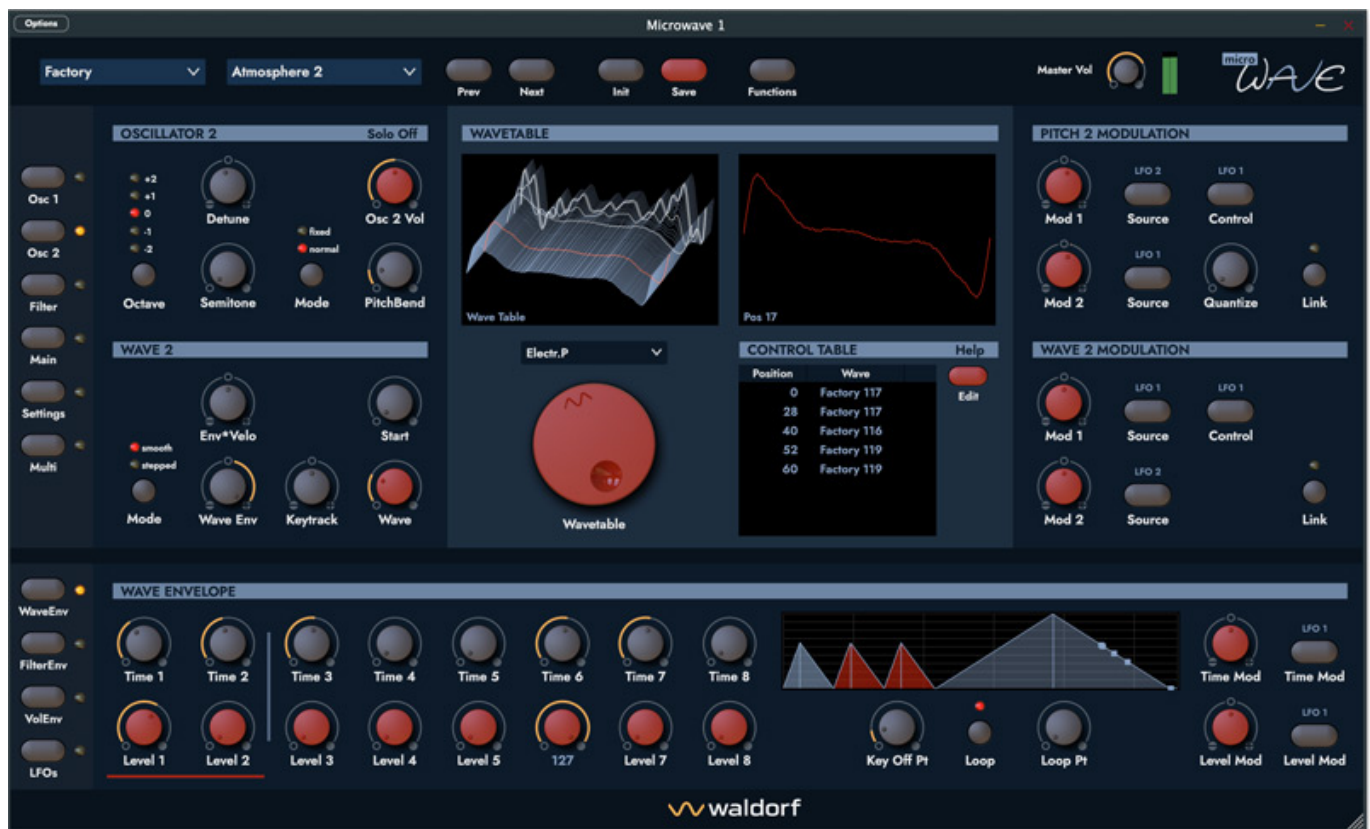 Options
Microwave 1
Factory
Atmosphere 2
Prev
Next
Init
Save
Functions
Master Vol
micro WAVE
OSCILLATOR 2 Solo Off
+2
+1
0
-1
-2
Octave
Detune
Semitone
fixed
normal
Mode
Osc 2 Vol
PitchBend
Osc 1
Osc 2
Filter
Main
Settings
Multi
WAVE 2
Env*Velo
Start
smooth
stepped
Mode
Wave Env
Keytrack
Wave
WAVETABLE
Wave Table
Pos 17
Electr.P
Wavetable
CONTROL TABLE Help
Position Wave
0 Factory 117
28 Factory 117
40 Factory 116
52 Factory 119
60 Factory 119
Edit
PITCH 2 MODULATION
LFO 2 LFO 1
Mod 1 Source Control
LFO 1
Mod 2 Source Quantize Link
WAVE 2 MODULATION
LFO 1 LFO 1
Mod 1 Source Control
LFO 2
Mod 2 Source Link
WaveEnv
FilterEnv
VolEnv
LFOs
WAVE ENVELOPE
Time 1 Time 2 Time 3 Time 4 Time 5 Time 6 Time 7 Time 8
Level 1 Level 2 Level 3 Level 4 Level 5 127 Level 7 Level 8
Key Off Pt Loop Loop Pt
LFO 1
Time Mod Time Mod
LFO 1
Level Mod Level Mod
waldorf